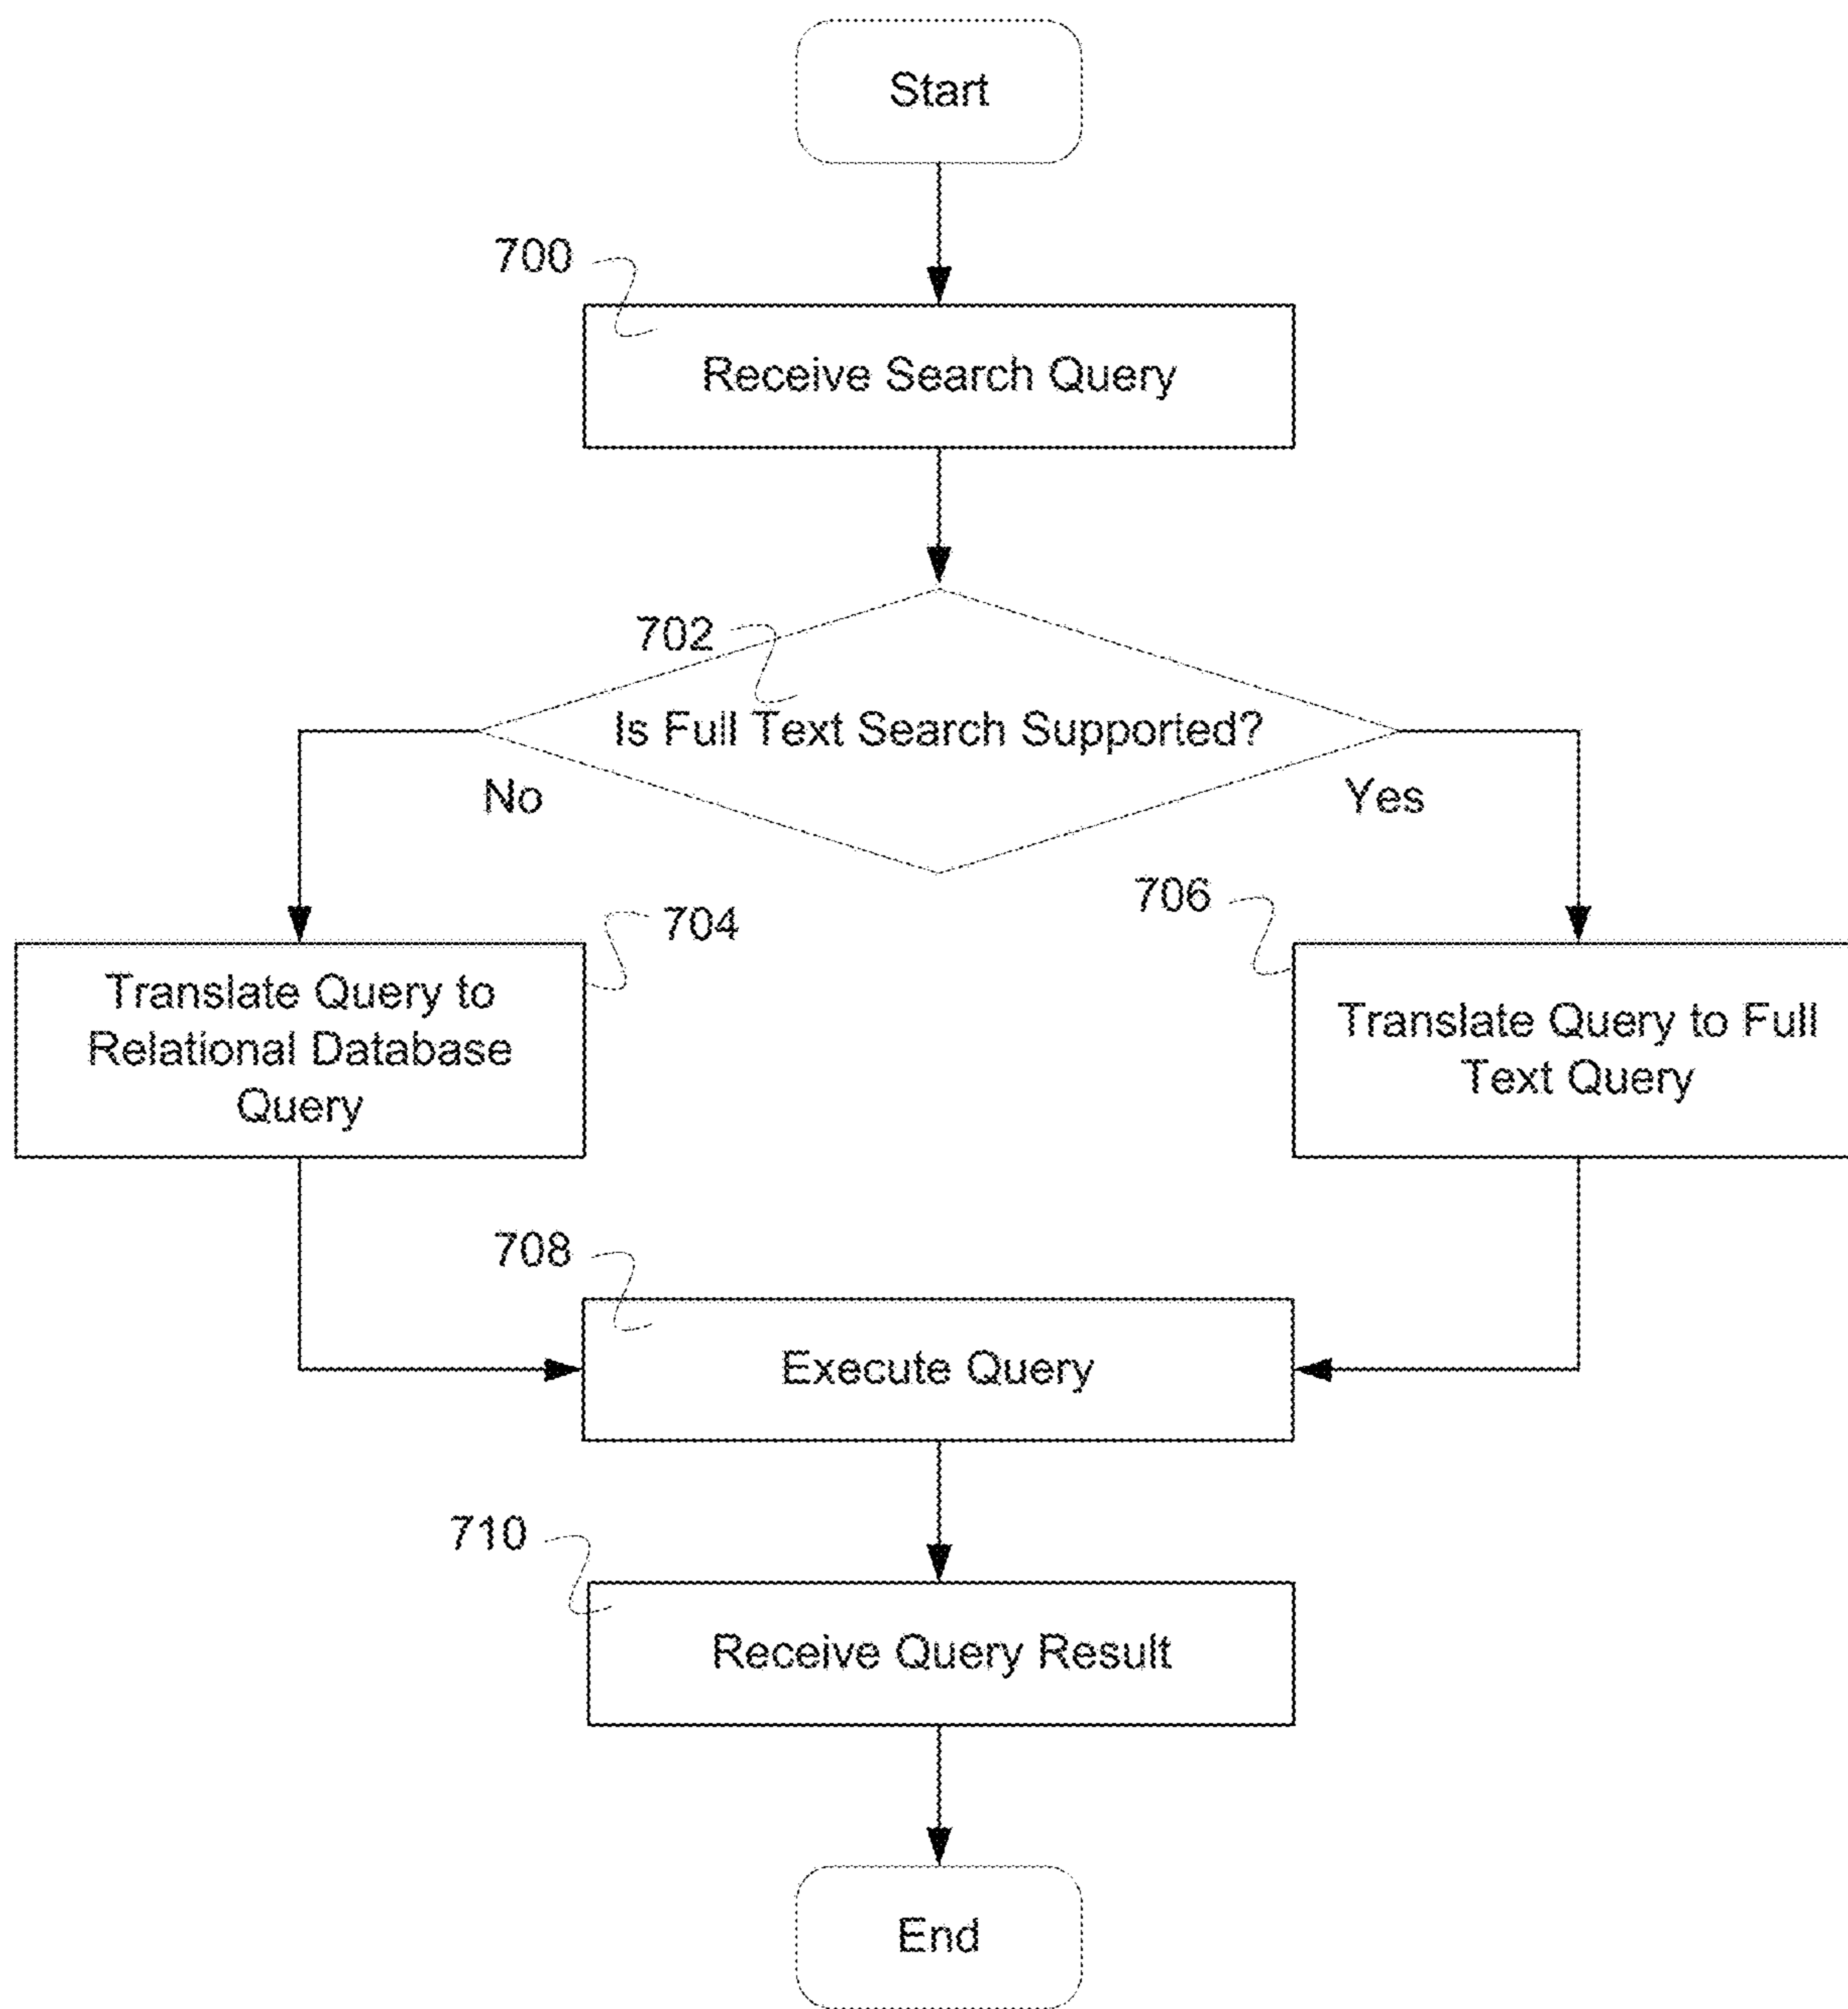 Start
700
Receive Search Query
702
Is Full Text Search Supported?
No
Yes
704
706
Translate Query to
Relational Database
Query
Translate Query to Full
Text Query
708
Execute Query
710
Receive Query Result
End